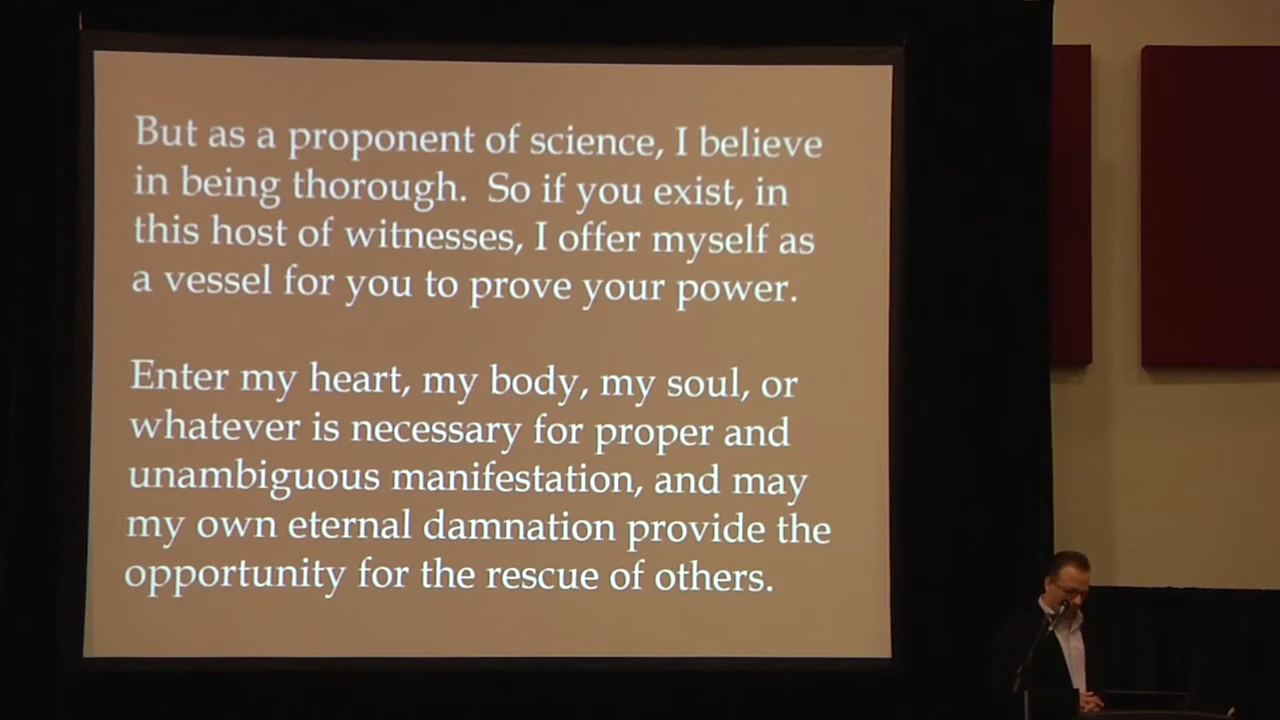 But as a proponent of science, I believe
in being thorough.  So if you exist, in
this host of witnesses, I offer myself as
a vessel for you to prove your power.
Enter my heart, my body, my soul, or
whatever is necessary for proper and
unambiguous manifestation, and may
my own eternal damnation provide the
opportunity for the rescue of others.